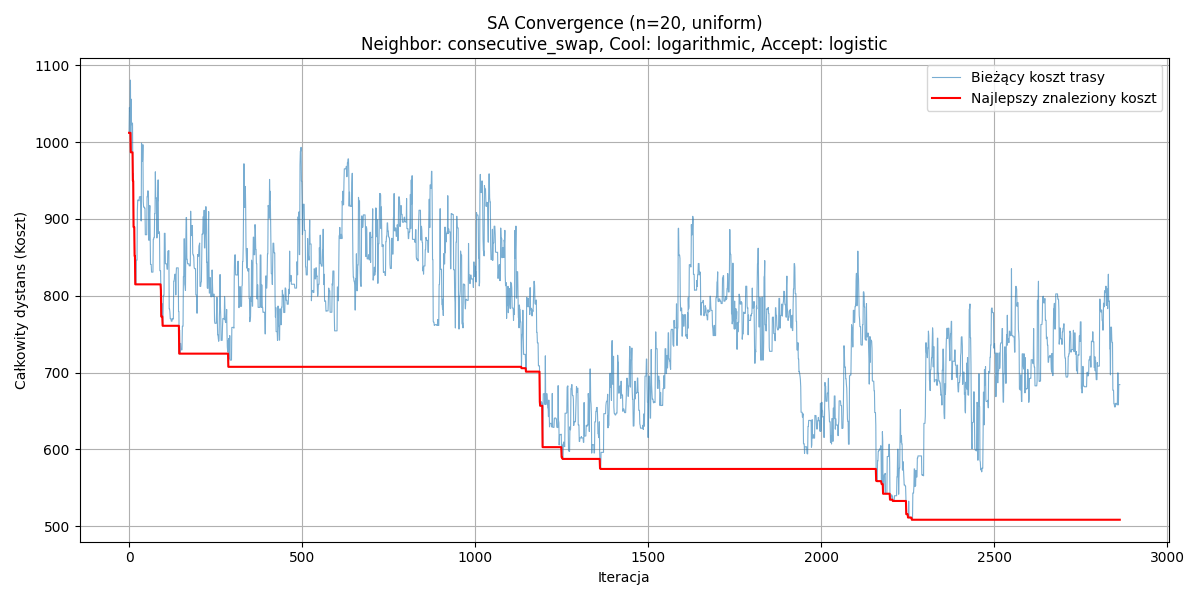 SA Convergence (n=20, uniform)
Neighbor: consecutive_swap, Cool: logarithmic, Accept: logistic
Bieżący koszt trasy
Najlepszy znaleziony koszt
Całkowity dystans (Koszt)
1100
1000
900
800
700
600
500
0
500
1000
1500
2000
2500
3000
Iteracja